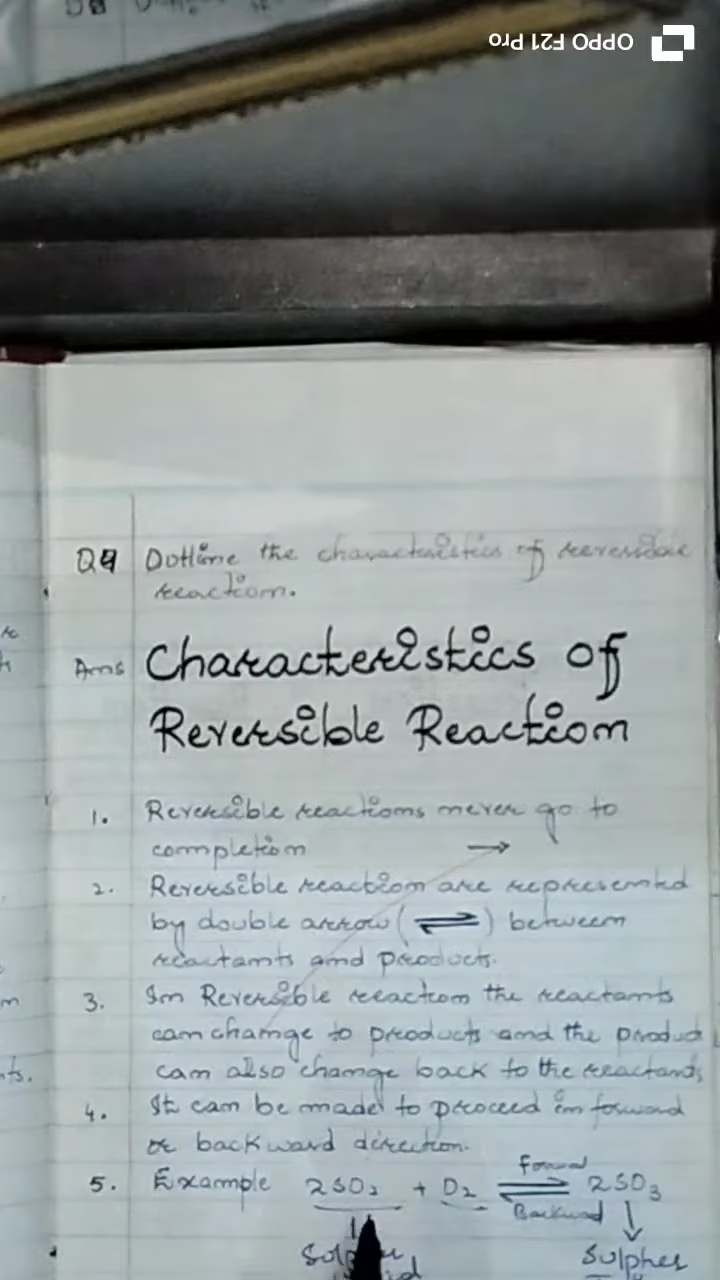 OPPO F21 Pro
Q4 Outline the characteristics of reversible
reaction.
Ans Characteristics of
Reversible Reaction
1. Reversible reactions never go to
completion →
2. Reversible reaction are represented
by double arrow (⇌) between
reactants and products.
3. In Reversible reaction the reactants
can change to products and the product
can also change back to the reactants
4. It can be made to proceed in forward
or backward direction.
Forward
5. Example 2SO₂ + O₂ ⇌ 2SO₃
Backward
Sulpher